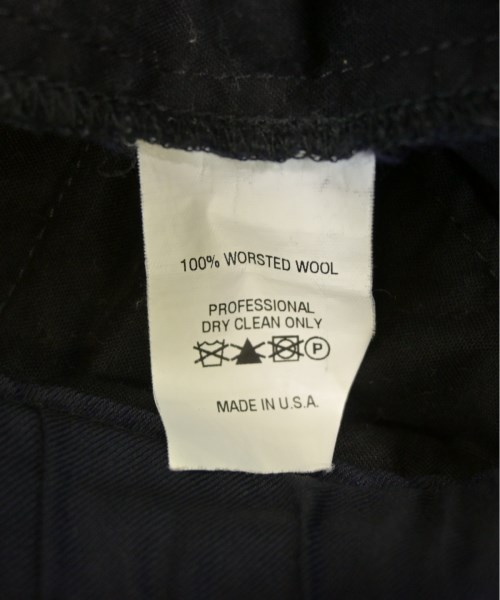 100% WORSTED WOOL
PROFESSIONAL
DRY CLEAN ONLY
P
MADE IN U.S.A.